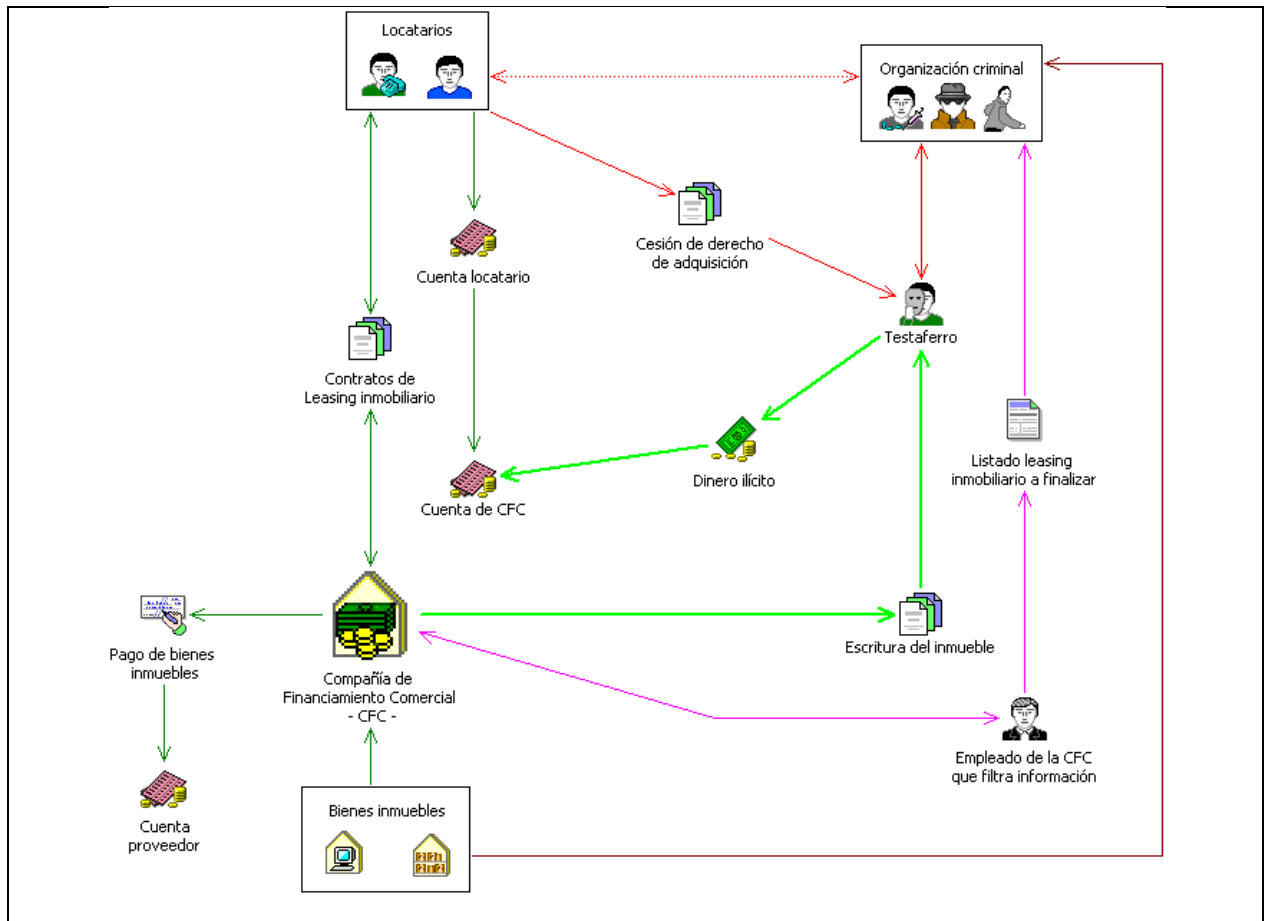 Locatarios
Organización criminal
Cesión de derecho
de adquisición
Cuenta locatario
Testaferro
Contratos de
Leasing inmobiliario
Listado leasing
inmobiliario a finalizar
Dinero ilícito
Cuenta de CFC
Pago de bienes
inmuebles
Escritura del inmueble
Compañía de
Financiamiento Comercial
- CFC -
Empleado de la CFC
que filtra información
Bienes inmuebles
Cuenta
proveedor